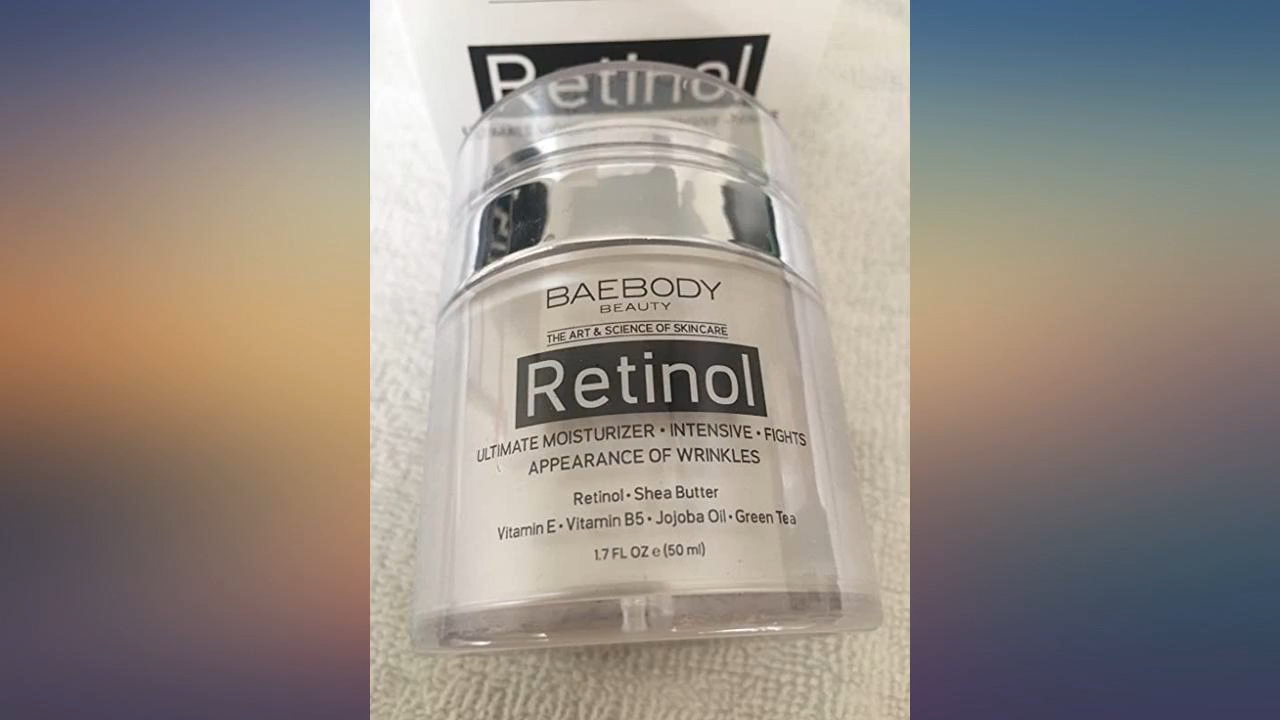 Retinol
BAEBODY
BEAUTY
THE ART & SCIENCE OF SKINCARE
Retinol
ULTIMATE MOISTURIZER • INTENSIVE • FIGHTS
APPEARANCE OF WRINKLES
Retinol • Shea Butter
Vitamin E • Vitamin B5 • Jojoba Oil • Green Tea
1.7 FL OZ e (50 ml)